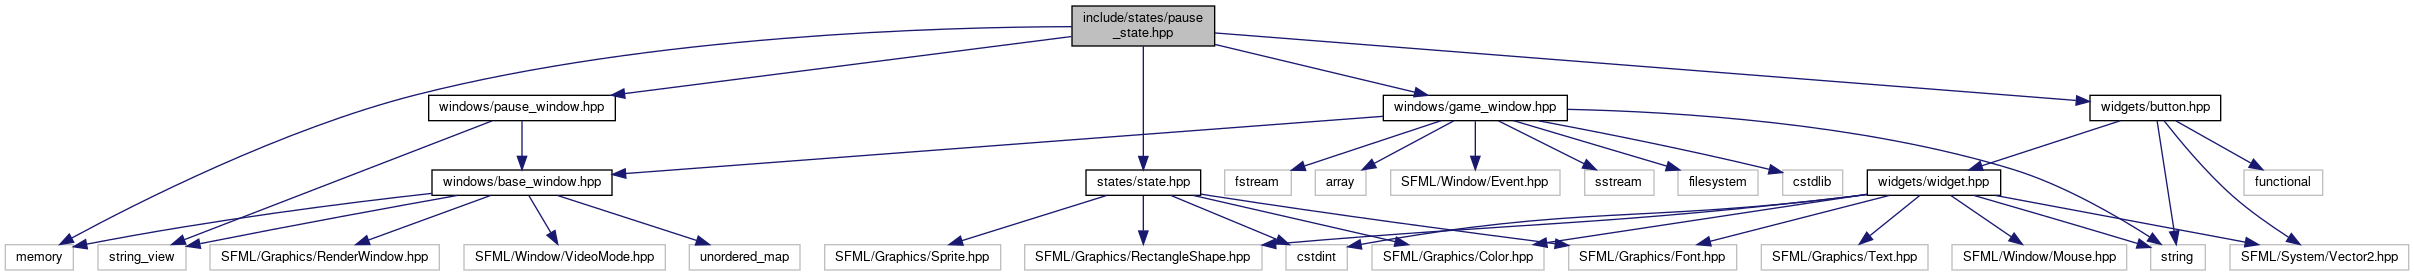 include/states/pause
_state.hpp
windows/pause_window.hpp
windows/game_window.hpp
widgets/button.hpp
windows/base_window.hpp
states/state.hpp
fstream
array
SFML/Window/Event.hpp
sstream
filesystem
cstdlib
widgets/widget.hpp
functional
memory
string_view
SFML/Graphics/RenderWindow.hpp
SFML/Window/VideoMode.hpp
unordered_map
SFML/Graphics/Sprite.hpp
SFML/Graphics/RectangleShape.hpp
cstdint
SFML/Graphics/Color.hpp
SFML/Graphics/Font.hpp
SFML/Graphics/Text.hpp
SFML/Window/Mouse.hpp
string
SFML/System/Vector2.hpp